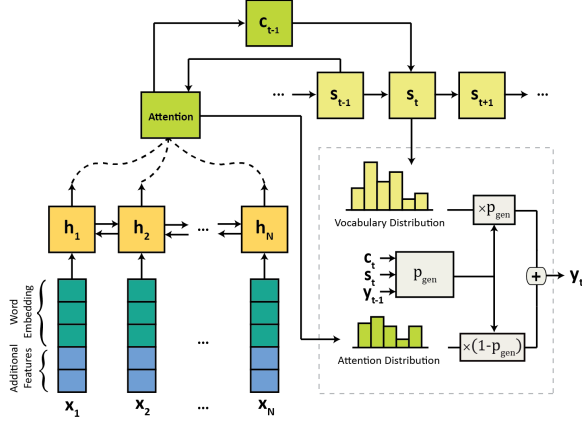 c t-1
... s t-1 s t s t+1 ...
Attention
Vocabulary Distribution
×p gen
h 1 h 2 ... h N
c t
s t
y t-1
p gen
+ y t
Word
Embedding
...
Attention Distribution
×(1-p gen)
Additional
Features
x 1 x 2 ... x N